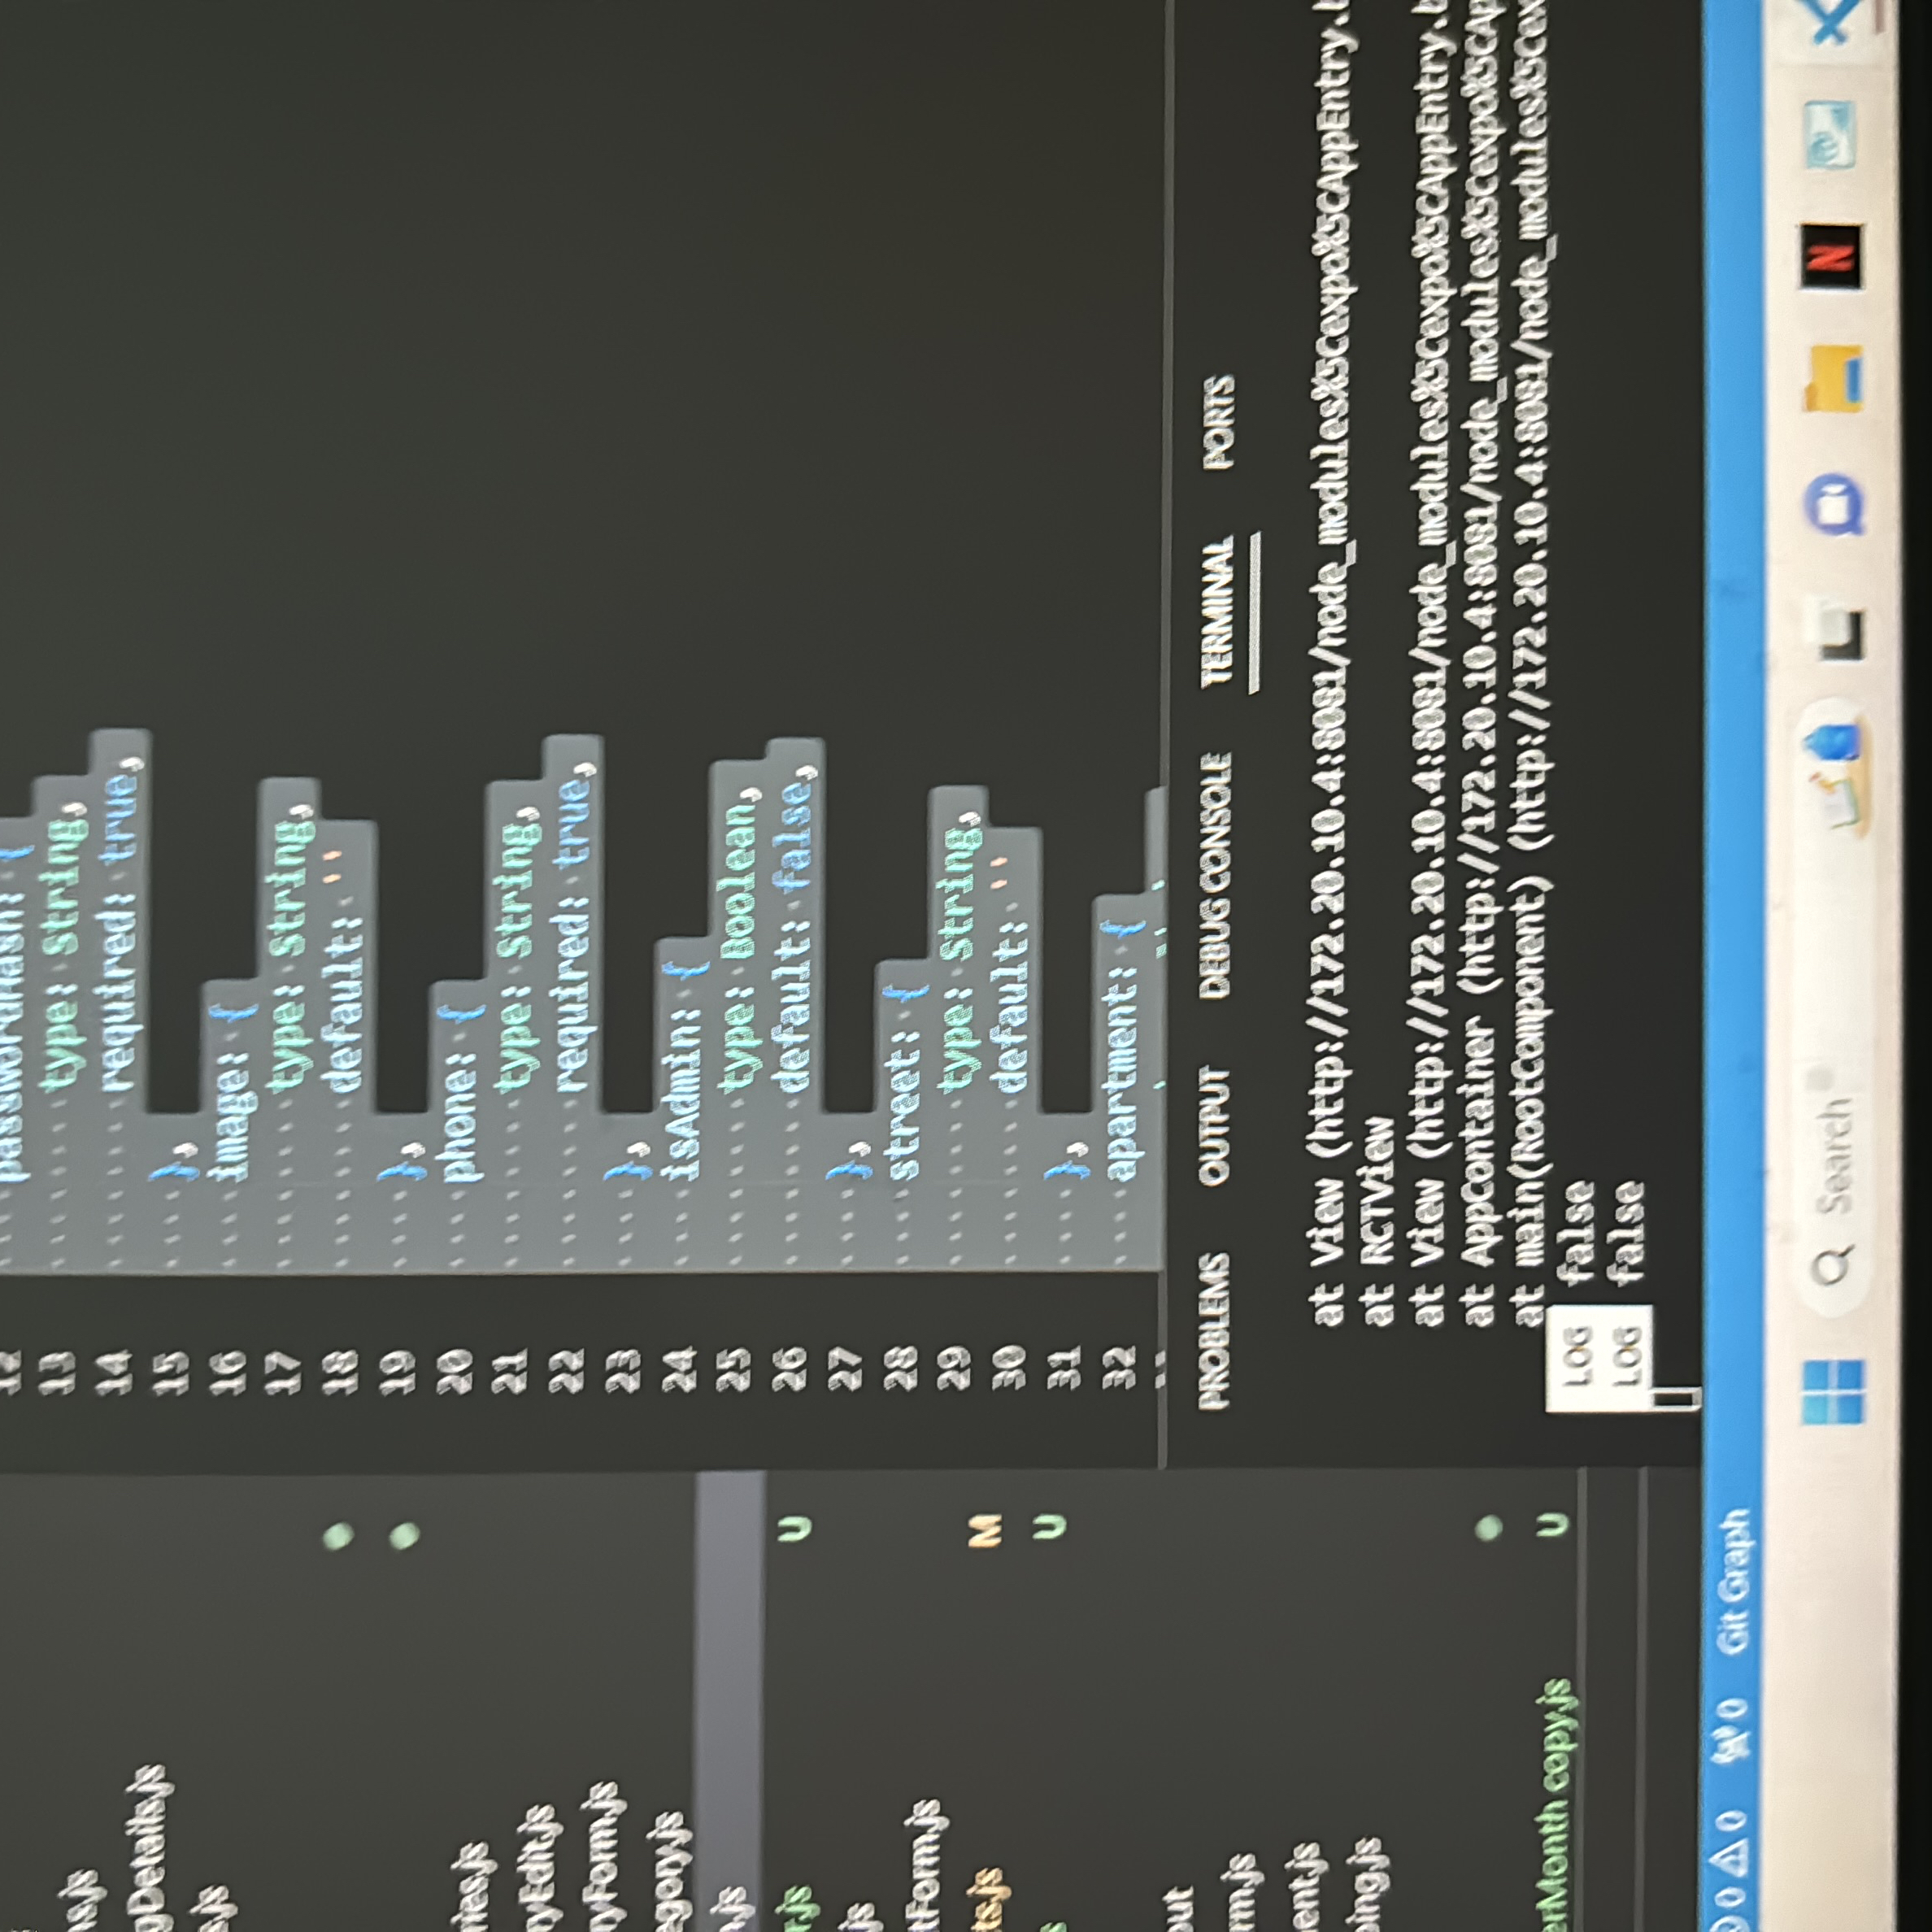 ns.js
gDetails.js
s.js
ries.js
ryEdit.js
ryForm.js
egory.js
n.js
r.js U
js
tForm.js
ts.js M
s U
out
rm.js
ent.js
ping.js
erMonth copy.js U
12 passwordHash: {
13 type: String,
14 required: true,
15 },
16 image: {
17 type: String,
18 default: ''
19 },
20 phone: {
21 type: String,
22 required: true,
23 },
24 isAdmin: {
25 type: Boolean,
26 default: false,
27 },
28 street: {
29 type: String,
30 default: ''
31 },
32 apartment: {
PROBLEMS OUTPUT DEBUG CONSOLE TERMINAL PORTS
at View (http://172.20.10.4:8081/node_modules%5Cexpo%5CAppEntry.b
at RCTView
at View (http://172.20.10.4:8081/node_modules%5Cexpo%5CAppEntry.b
at AppContainer (http://172.20.10.4:8081/node_modules%5Cexpo%5CAp
at main(RootComponent) (http://172.20.10.4:8081/node_modules%5Cex
LOG false
LOG false
0 0 0 Git Graph
Search
N